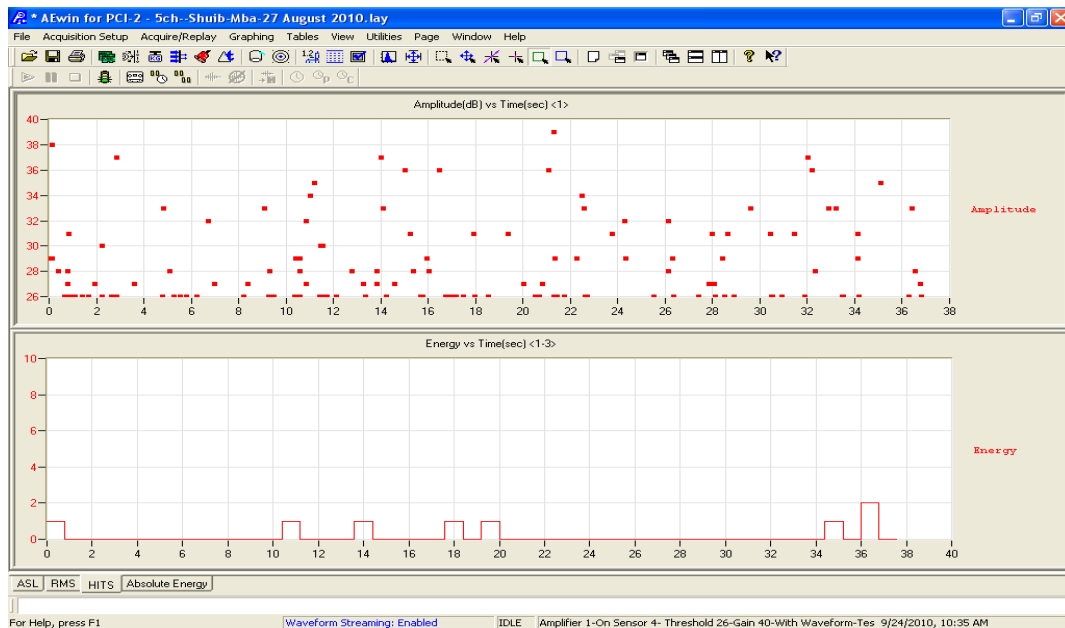 * AEwin for PCI-2 - 5ch--Shuib-Mba-27 August 2010.lay
File Acquisition Setup Acquire/Replay Graphing Tables View Utilities Page Window Help
Amplitude(dB) vs Time(sec) <1>
40
38
36
34
32
30
28
26
0 2 4 6 8 10 12 14 16 18 20 22 24 26 28 30 32 34 36 38
Amplitude
Energy vs Time(sec) <1-3>
10
8
6
4
2
0
0 2 4 6 8 10 12 14 16 18 20 22 24 26 28 30 32 34 36 38 40
Energy
ASL RMS HITS Absolute Energy
For Help, press F1 Waveform Streaming: Enabled IDLE Amplifier 1-On Sensor 4- Threshold 26-Gain 40-With Waveform-Tes 9/24/2010, 10:35 AM